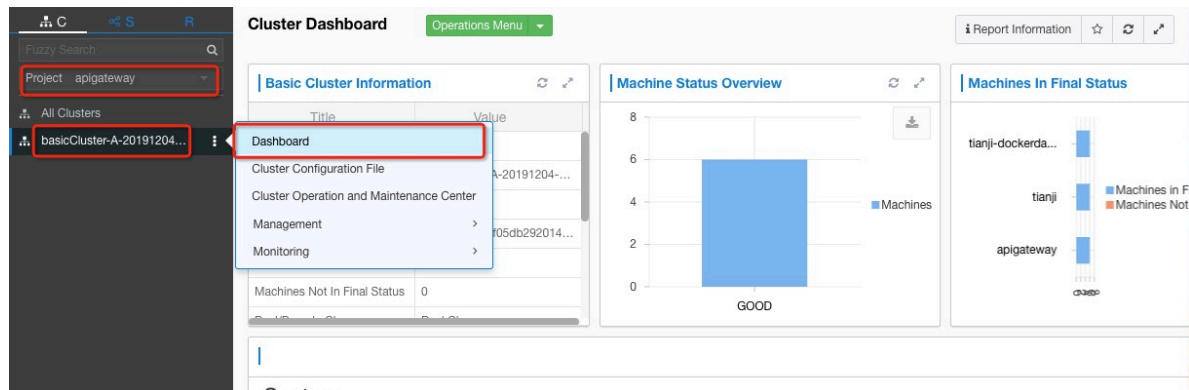 C S R
Fuzzy Search
Project apigateway
All Clusters
basicCluster-A-20191204...
Cluster Dashboard
Operations Menu
Report Information
Basic Cluster Information
Title Value
A-20191204-...
f05db292014...
Machines Not In Final Status 0
Dashboard
Cluster Configuration File
Cluster Operation and Maintenance Center
Management
Monitoring
Machine Status Overview
8
6
4
2
0
GOOD
Machines
Machines In Final Status
tianji-dockerda...
tianji
apigateway
Machines in F
Machines Not